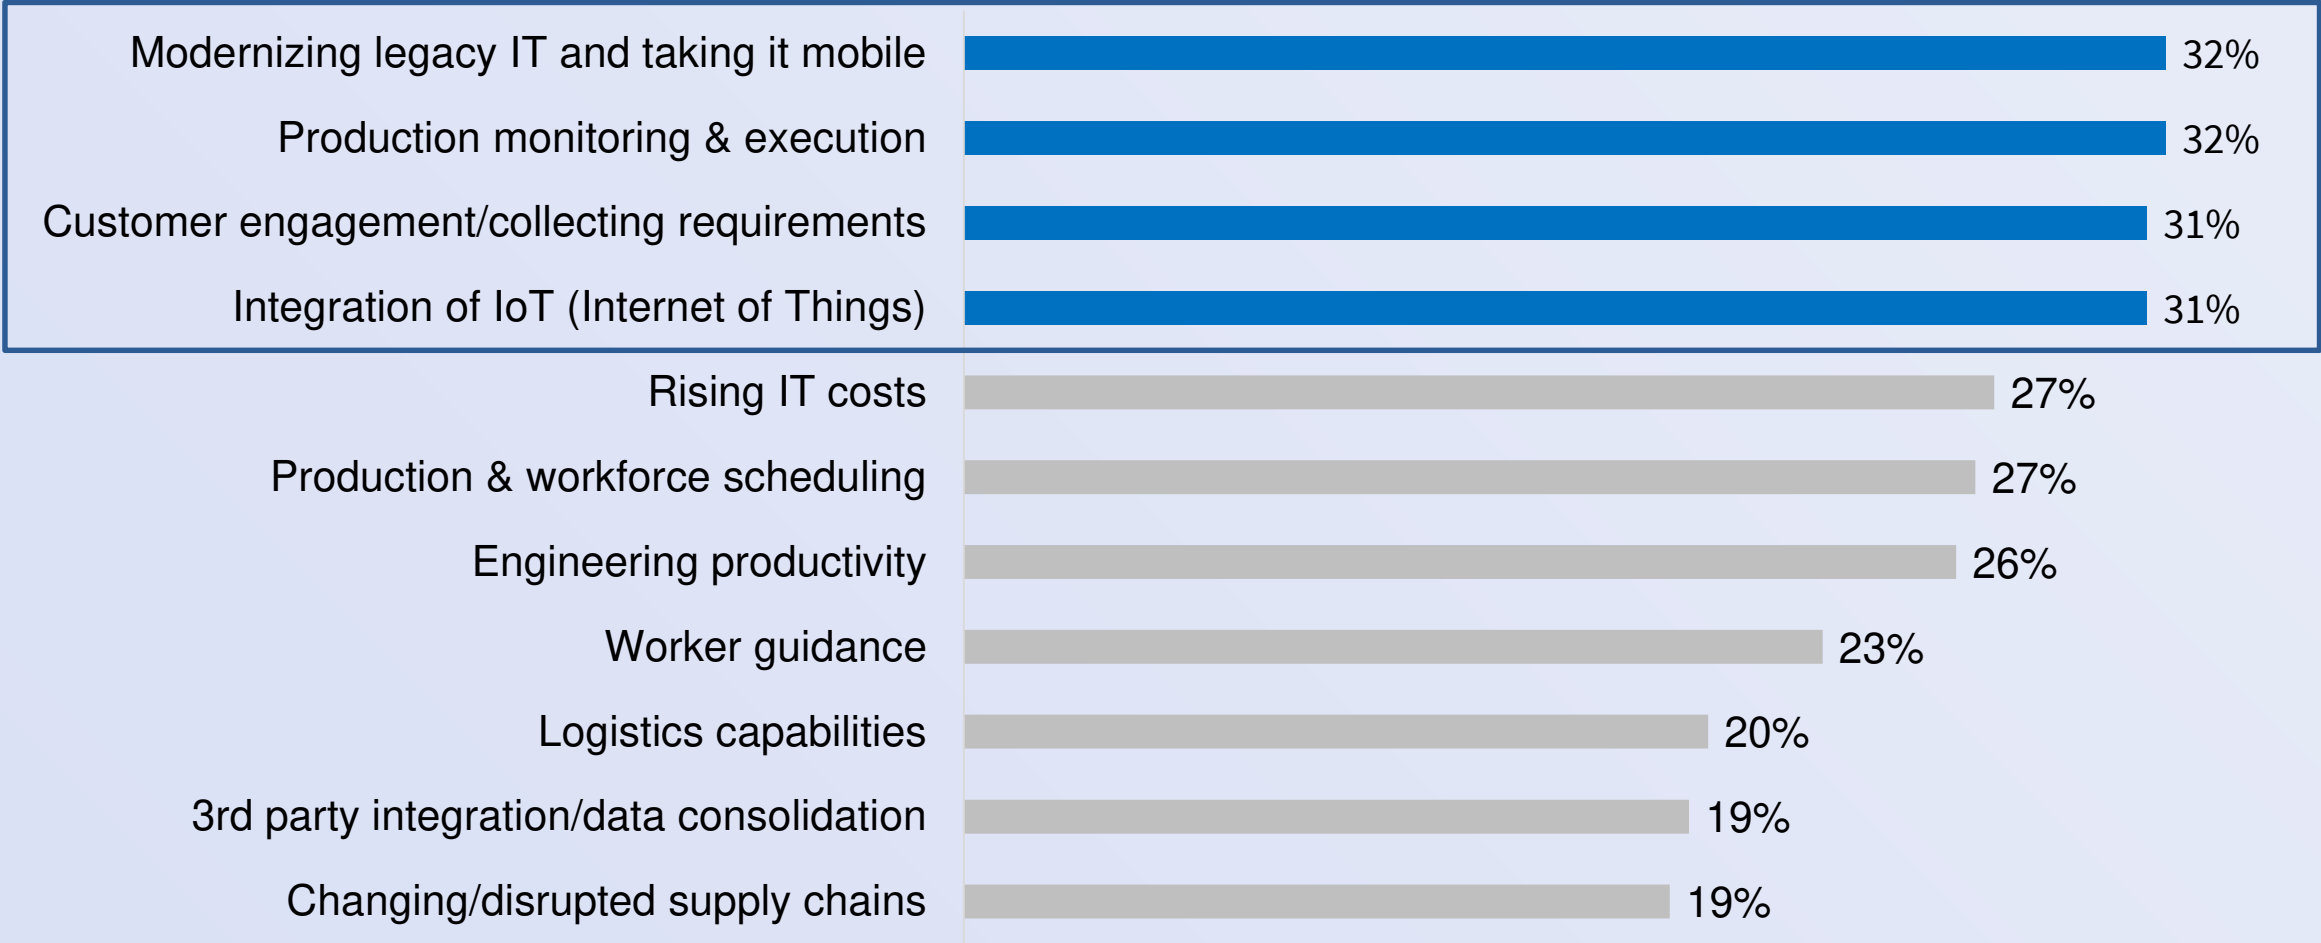 Modernizing legacy IT and taking it mobile 32%
Production monitoring & execution 32%
Customer engagement/collecting requirements 31%
Integration of IoT (Internet of Things) 31%
Rising IT costs 27%
Production & workforce scheduling 27%
Engineering productivity 26%
Worker guidance 23%
Logistics capabilities 20%
3rd party integration/data consolidation 19%
Changing/disrupted supply chains 19%